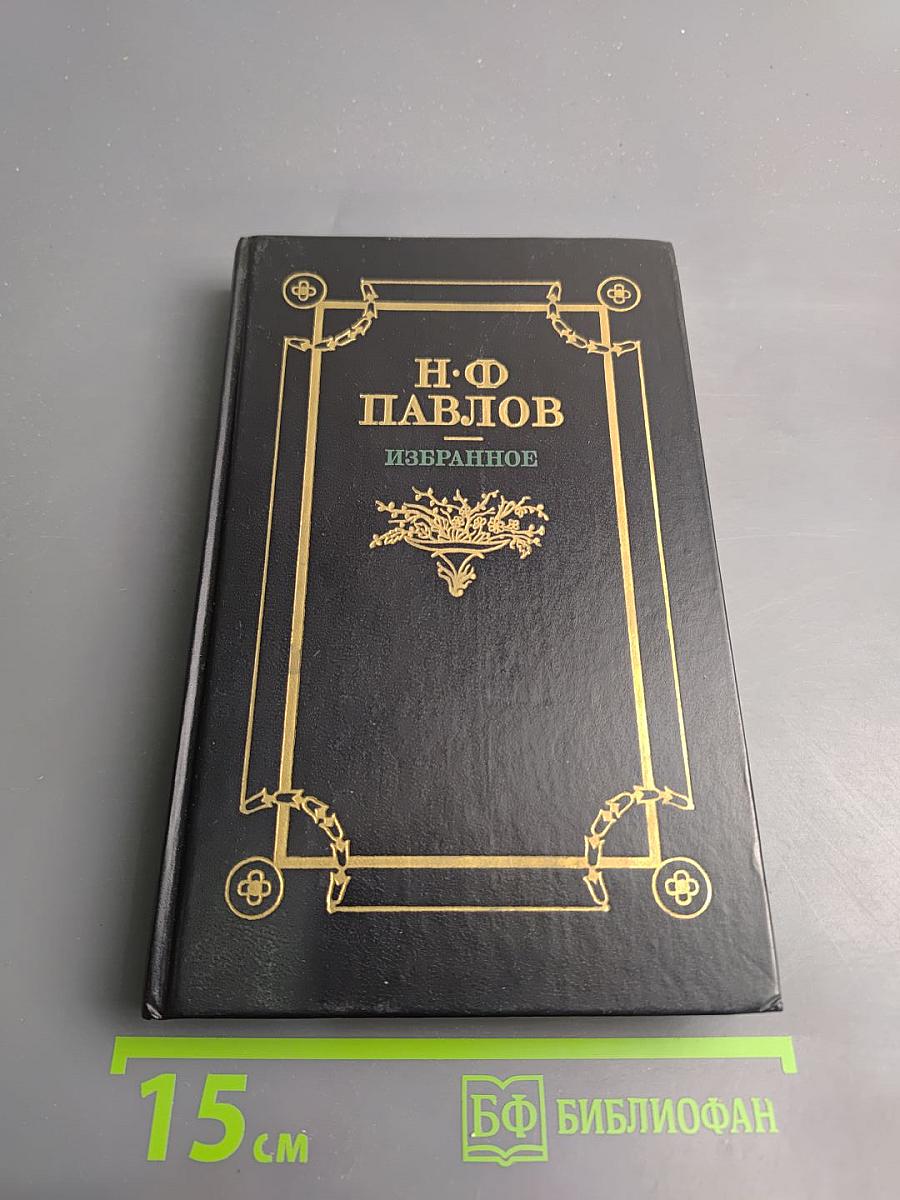 Н·Ф
ПАВЛОВ
ИЗБРАННОЕ
15 см
БФ БИБЛИОФАН